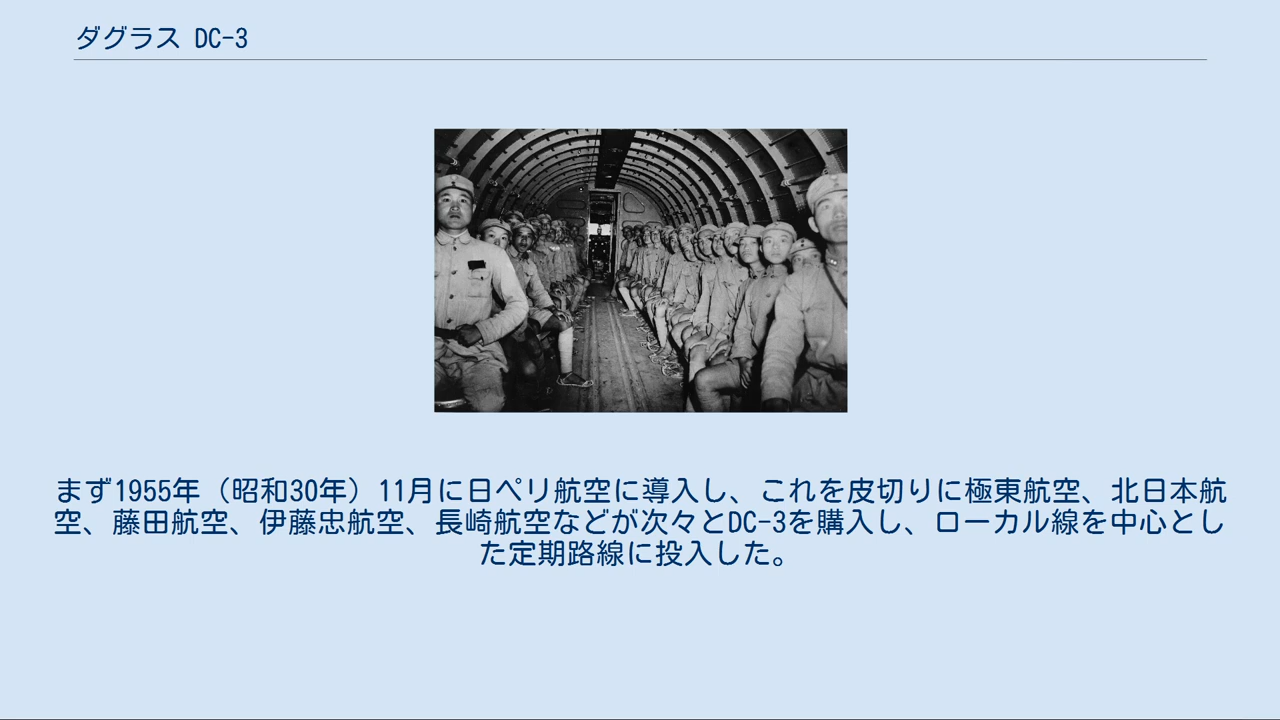 ダグラス DC-3
まず1955年（昭和30年）11月に日ペリ航空に導入し、これを皮切りに極東航空、北日本航
空、藤田航空、伊藤忠航空、長崎航空などが次々とDC-3を購入し、ローカル線を中心とし
た定期路線に投入した。